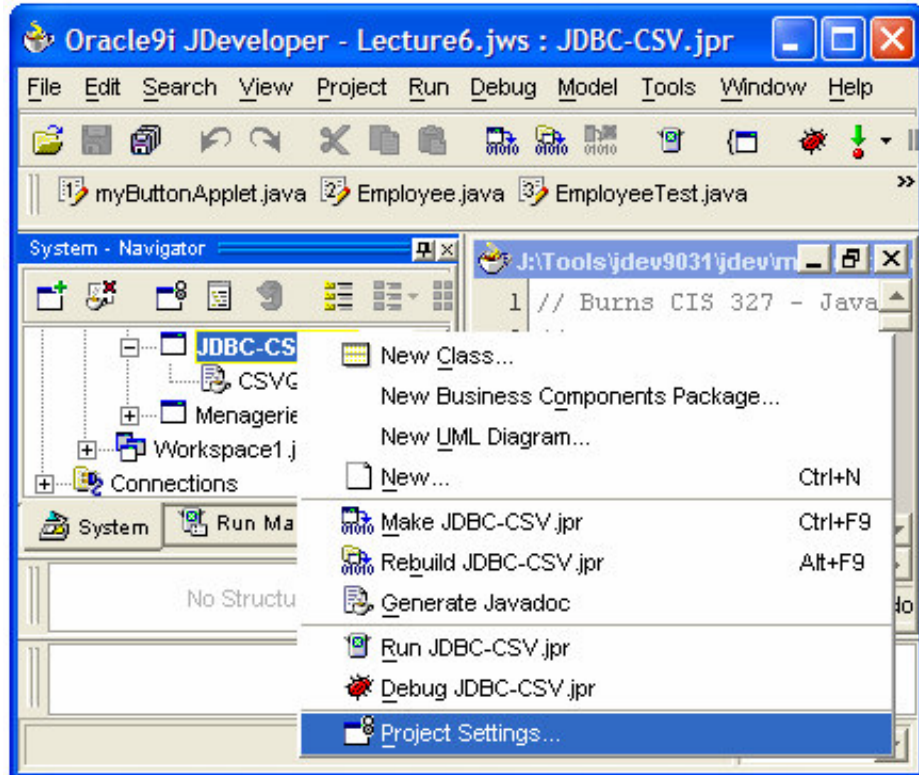 Oracle9i JDeveloper - Lecture6.jws : JDBC-CSV.jpr
File Edit Search View Project Run Debug Model Tools Window Help
myButtonApplet.java Employee.java EmployeeTest.java »
System - Navigator
J:\Tools\jdev9031\jdev\m
1 // Burns CIS 327 - Java
JDBC-CS
CSVG
Menagerie
Workspace1.j
Connections
System Run Ma
No Structu
New Class...
New Business Components Package...
New UML Diagram...
New... Ctrl+N
Make JDBC-CSV.jpr Ctrl+F9
Rebuild JDBC-CSV.jpr Alt+F9
Generate Javadoc
Run JDBC-CSV.jpr
Debug JDBC-CSV.jpr
Project Settings...